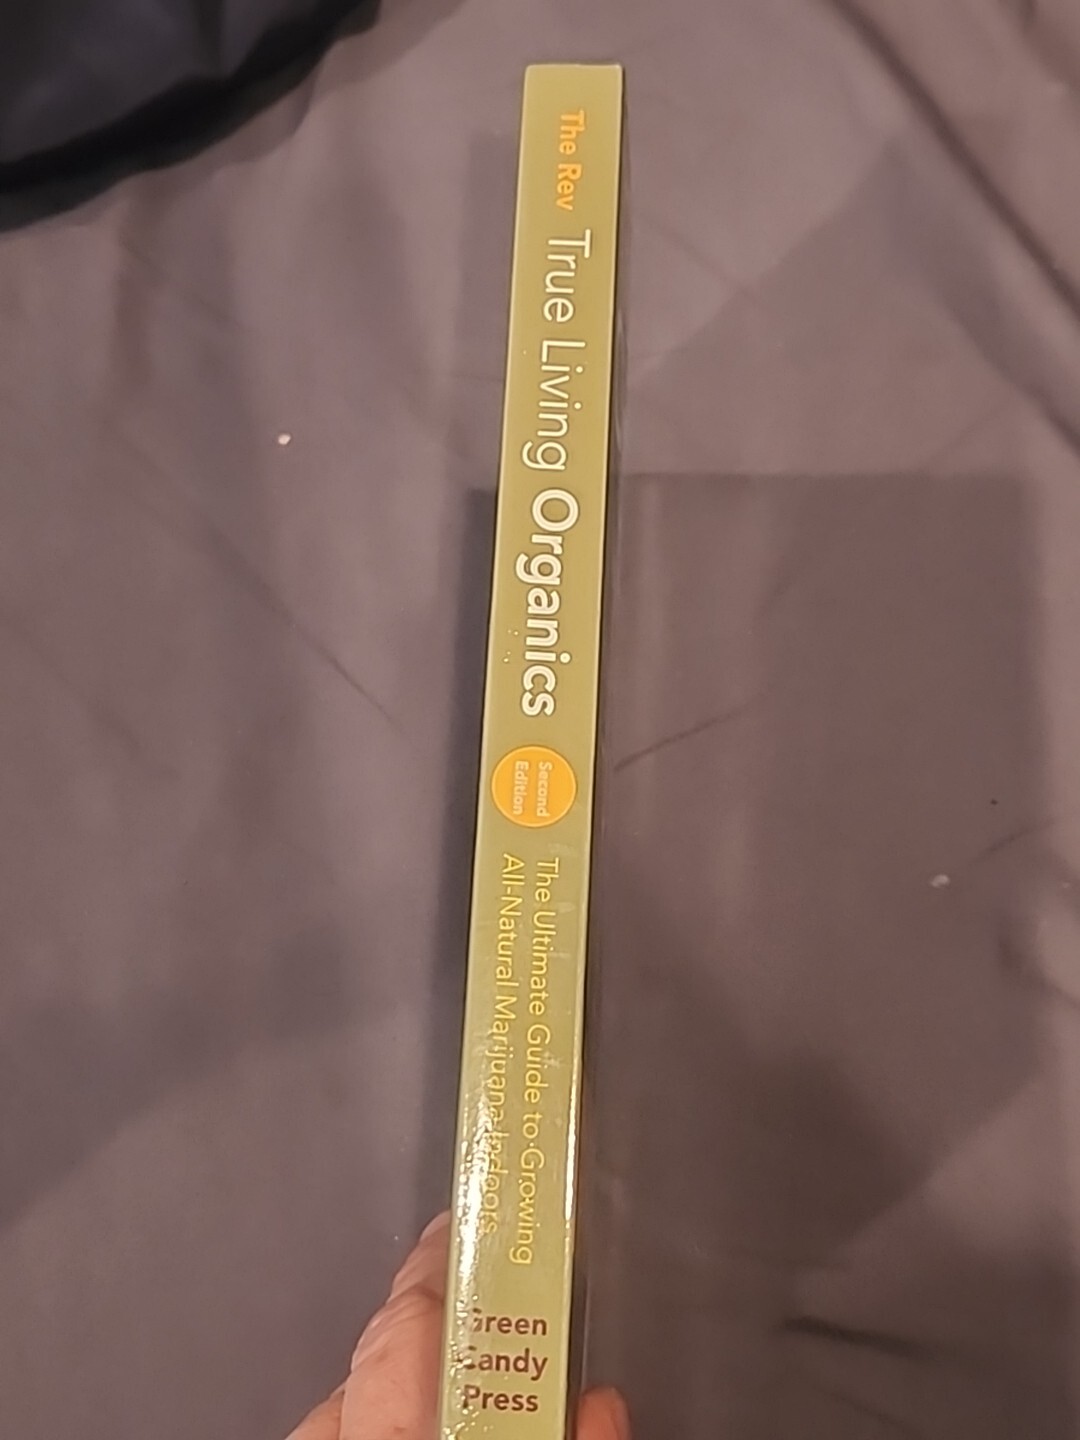 The Rev
True Living Organics
Second
Edition
The Ultimate Guide to Growing
All-Natural Marijuana Indoors
Green
Candy
Press